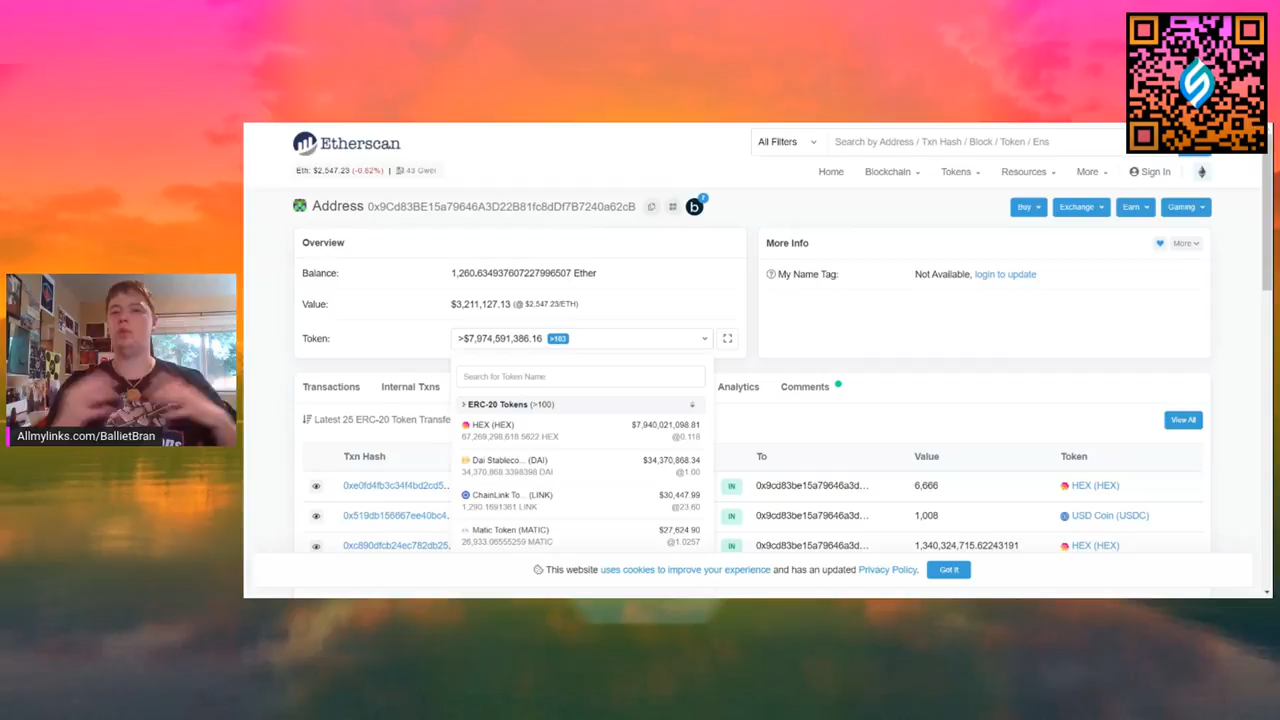 Etherscan
All Filters
Search by Address / Txn Hash / Block / Token / Ens
Eth: $2,547.23 (-0.62%) | 43 Gwei
Home Blockchain Tokens Resources More Sign In
Address 0x9Cd83BE15a79646A3D22B81fc8dDf7B7240a62cB
Buy Exchange Earn Gaming
Overview
More Info
More
Balance: 1,260.634937607227996507 Ether
My Name Tag: Not Available, login to update
Value: $3,211,127.13 (@ $2,547.23/ETH)
Token: >$7,974,591,386.16 >103
Search for Token Name
Transactions Internal Txns
Analytics Comments
> ERC-20 Tokens (>100)
Latest 25 ERC-20 Token Transfe
View All
HEX (HEX) $7,940,021,098.81
67,269,298,618.5622 HEX @0.118
Allmylinks.com/BallietBran
Txn Hash To Value Token
Dai Stableco... (DAI) $34,370,868.34
34,370,868.3398398 DAI @1.00
0xe0fd4fb3c34f4bd2cd5.. IN 0x9cd83be15a79646a3d... 6,666 HEX (HEX)
ChainLink To... (LINK) $30,447.99
1,290.1691361 LINK @23.60
0x519db156667ee40bc4.. IN 0x9cd83be15a79646a3d... 1,008 USD Coin (USDC)
Matic Token (MATIC) $27,624.90
26,933.06555259 MATIC @1.0257
0xc890dfcb24ec782db25.. IN 0x9cd83be15a79646a3d... 1,340,324,715.62243191 HEX (HEX)
This website uses cookies to improve your experience and has an updated Privacy Policy. Got It